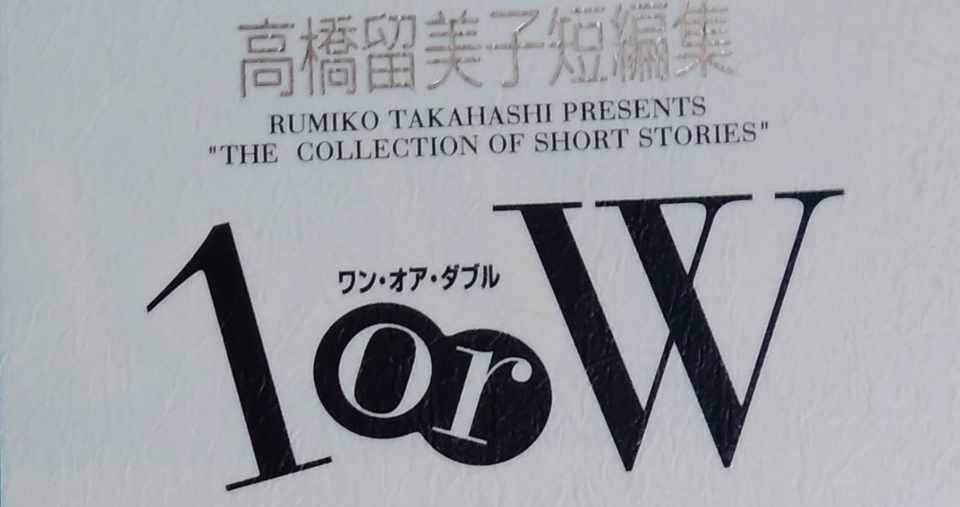 高橋留美子短編集
RUMIKO TAKAHASHI PRESENTS
"THE COLLECTION OF SHORT STORIES"
ワン・オア・ダブル
1 or W